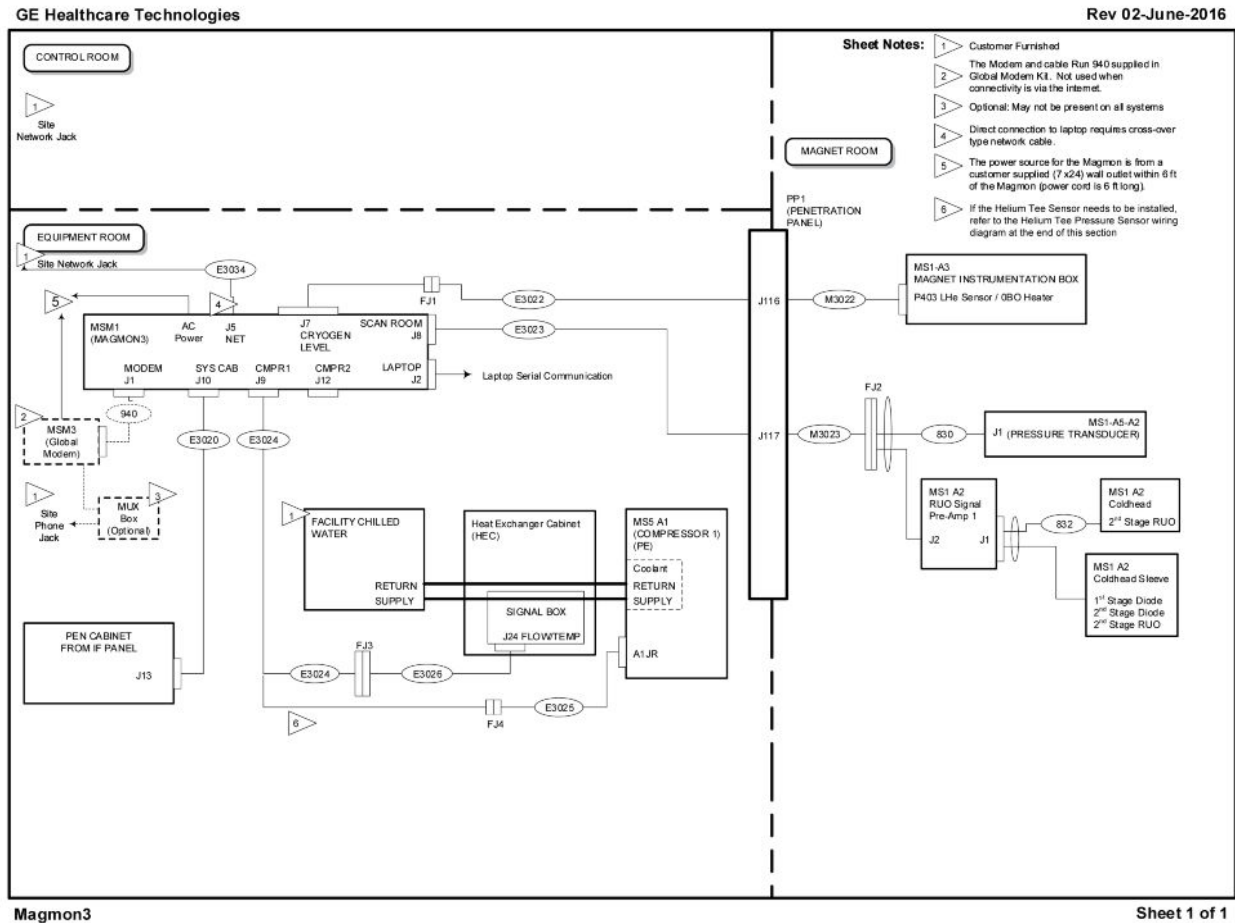 GE Healthcare Technologies
Rev 02-June-2016
CONTROL ROOM
1
Site
Network Jack
Sheet Notes:
1 Customer Furnished
2 The Modem and cable Run 940 supplied in
Global Modem Kil. Not used when
connectivity is via the internet.
3 Optional: May not be present on all systems
4 Direct connection to laptop requires cross-over
type network cable.
5 The power source for the Magmon is from a
customer supplied (7 x24) wall outlet within 6 ft
of the Magmon (power cord is 6 ft long).
6 If the Helium Tee Sensor needs to be installed,
refer to the Helium Tee Pressure Sensor wiring
diagram at the end of this section
MAGNET ROOM
PP1
(PENETRATION
PANEL)
EQUIPMENT ROOM
1
Site Network Jack
E3034
5
4
FJ1
E3022
J116
M3022
MS1-A3
MAGNET INSTRUMENTATION BOX
P403 LHe Sensor / 0BO Heater
MSM1
(MAGMON3)
AC
Power
J5
NET
J7
CRYOGEN
LEVEL
SCAN ROOM
J8
E3023
MODEM
J1
SYS CAB
J10
CMPR1
J9
CMPR2
J12
LAPTOP
J2
Laptop Serial Communication
940
E3020
E3024
2
MSM3
(Global
Modem)
1
Site
Phone
Jack
MUX
Box
(Optional)
3
J117
M3023
FJ2
830
J1
MS1-A5-A2
(PRESSURE TRANSDUCER)
MS1 A2
RUO Signal
Pre-Amp 1
J2
J1
832
MS1 A2
Coldhead
2nd Stage RUO
MS1 A2
Coldhead Sleeve
1st Stage Diode
2nd Stage Diode
2nd Stage RUO
1
FACILITY CHILLED
WATER
RETURN
SUPPLY
Heat Exchanger Cabinet
(HEC)
SIGNAL BOX
J24 FLOW/TEMP
MS5 A1
(COMPRESSOR 1)
(PE)
Coolant
RETURN
SUPPLY
A1JR
PEN CABINET
FROM IF PANEL
J13
E3024
FJ3
E3026
6
FJ4
E3025
Magmon3
Sheet 1 of 1